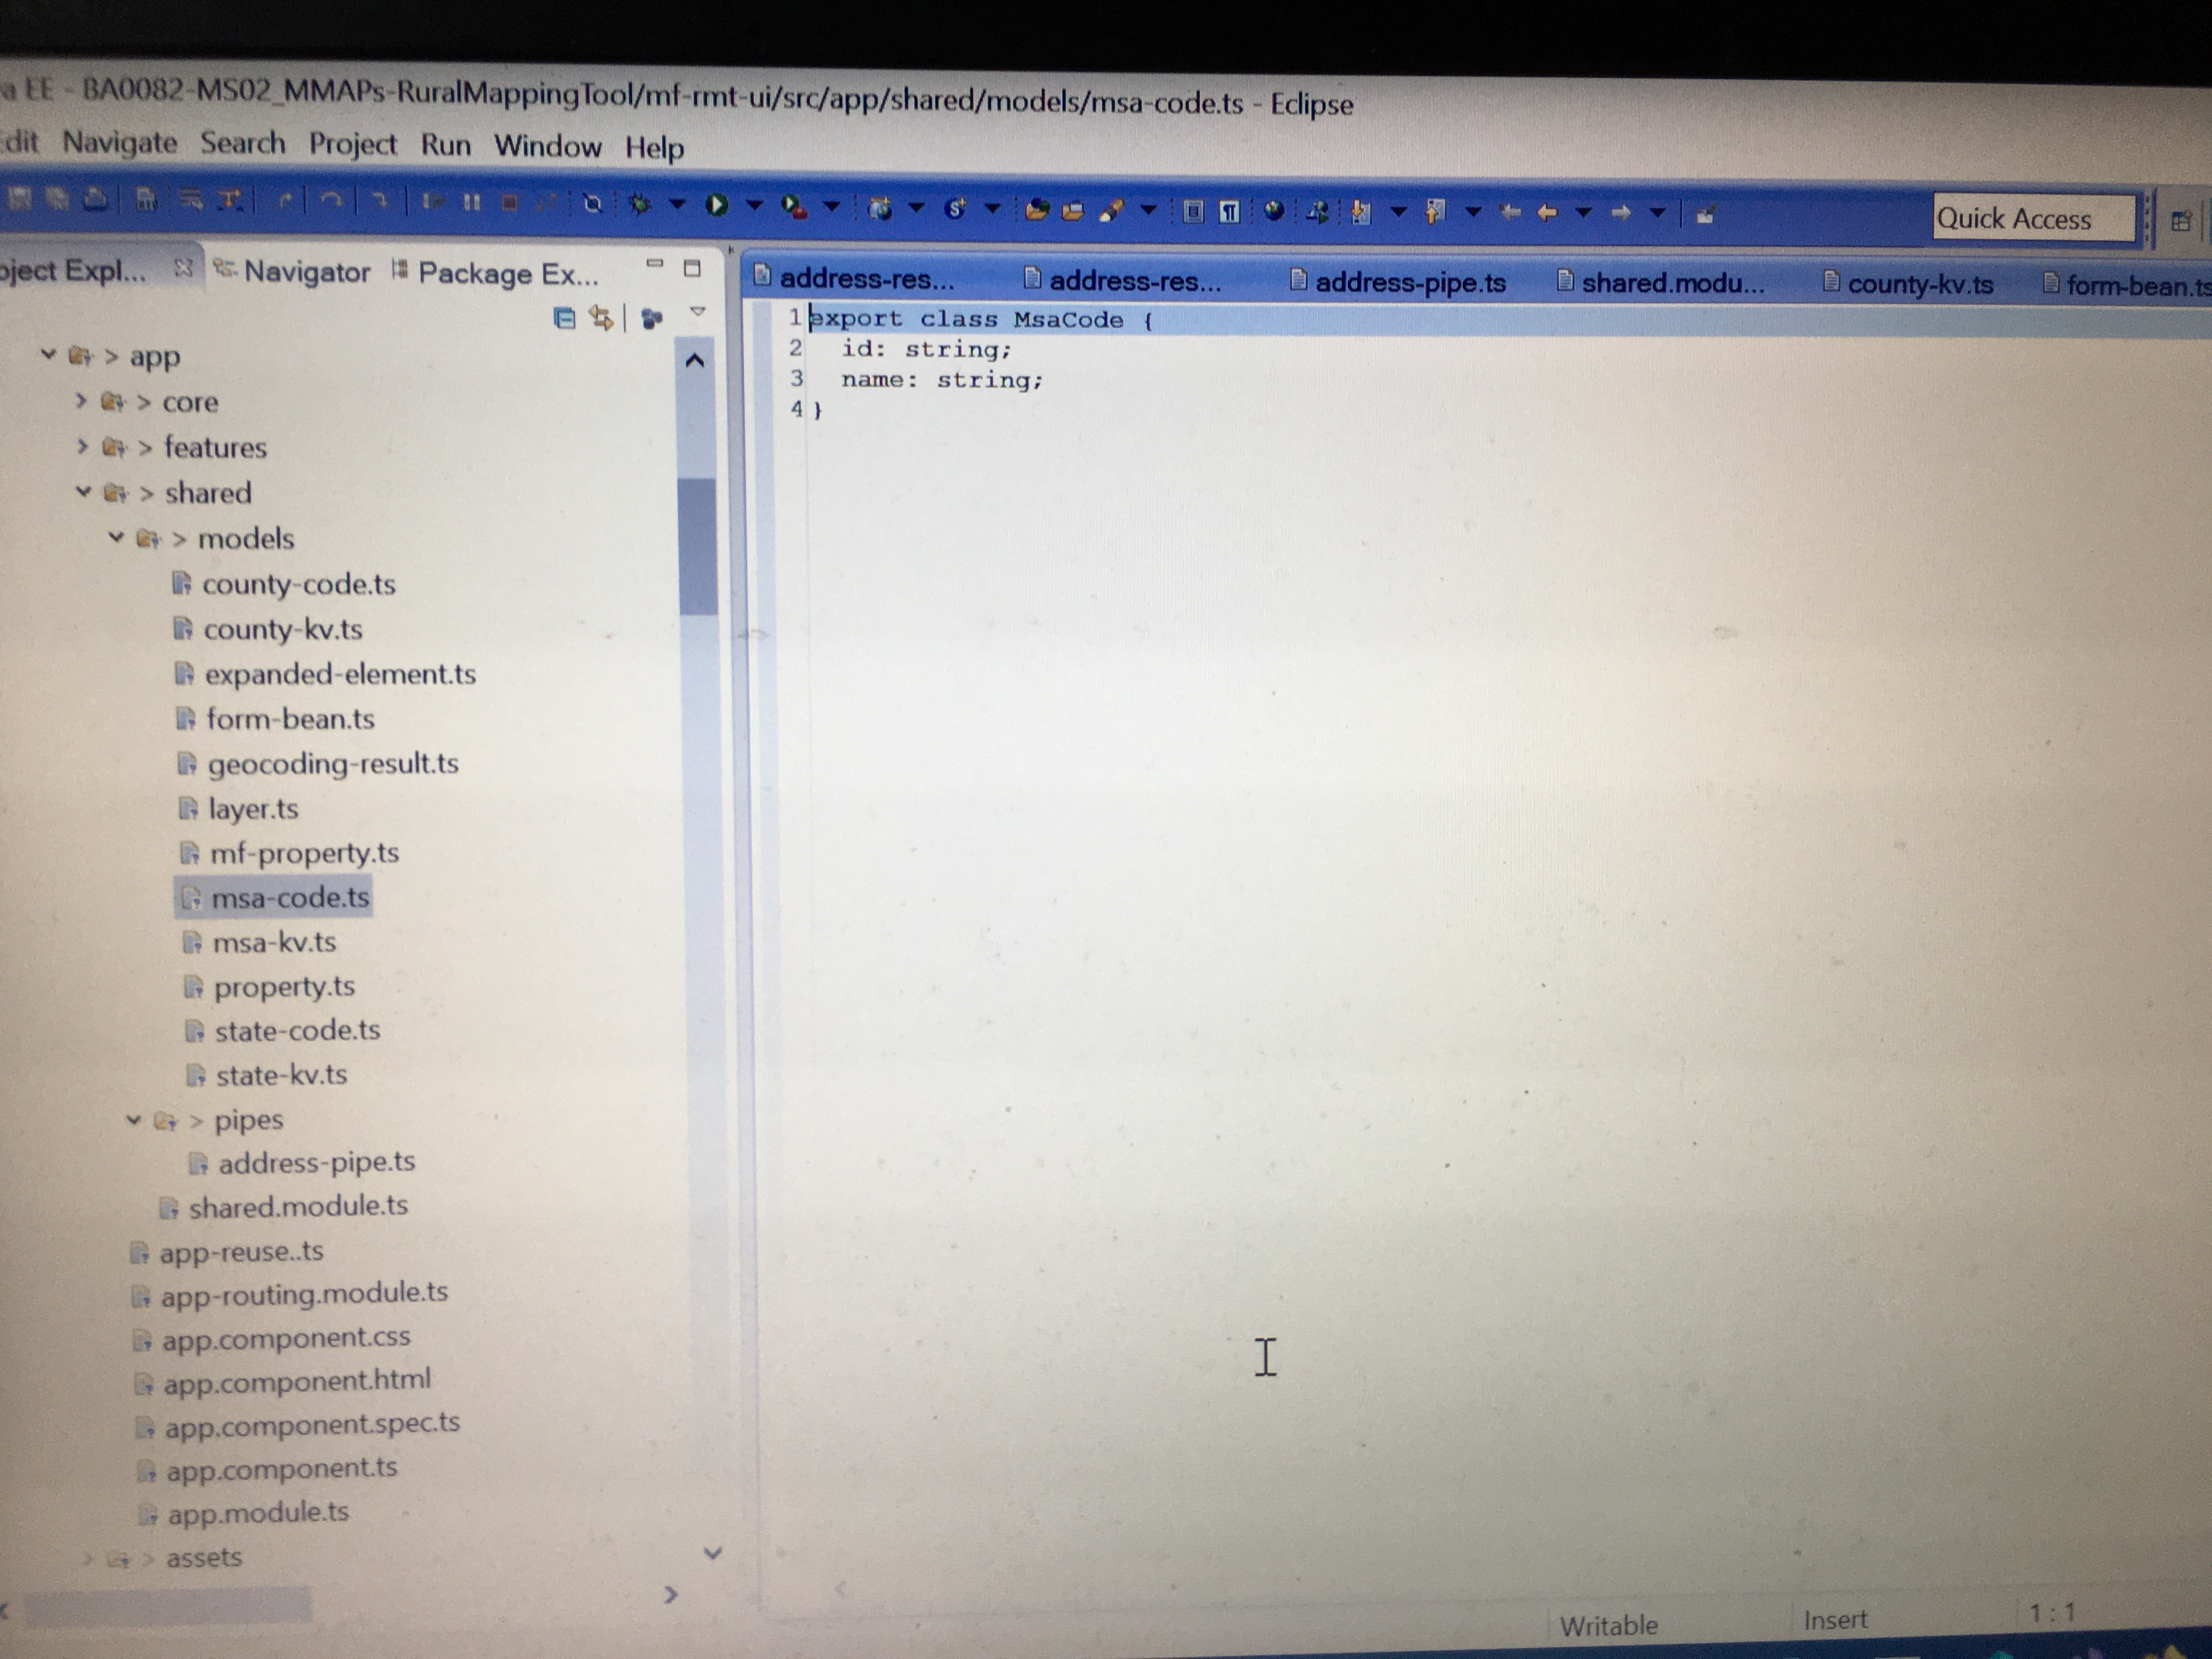 a EE - BA0082-MS02_MMAPs-RuralMappingTool/mf-rmt-ui/src/app/shared/models/msa-code.ts - Eclipse
dit Navigate Search Project Run Window Help
Quick Access
oject Expl... Navigator Package Ex...
address-res... address-res... address-pipe.ts shared.modu... county-kv.ts form-bean.ts
1 export class MsaCode {
2 id: string;
3 name: string;
4 }
> app
> core
> features
> shared
> models
county-code.ts
county-kv.ts
expanded-element.ts
form-bean.ts
geocoding-result.ts
layer.ts
mf-property.ts
msa-code.ts
msa-kv.ts
property.ts
state-code.ts
state-kv.ts
> pipes
address-pipe.ts
shared.module.ts
app-reuse..ts
app-routing.module.ts
app.component.css
app.component.html
app.component.spec.ts
app.component.ts
app.module.ts
> assets
Writable Insert 1 : 1